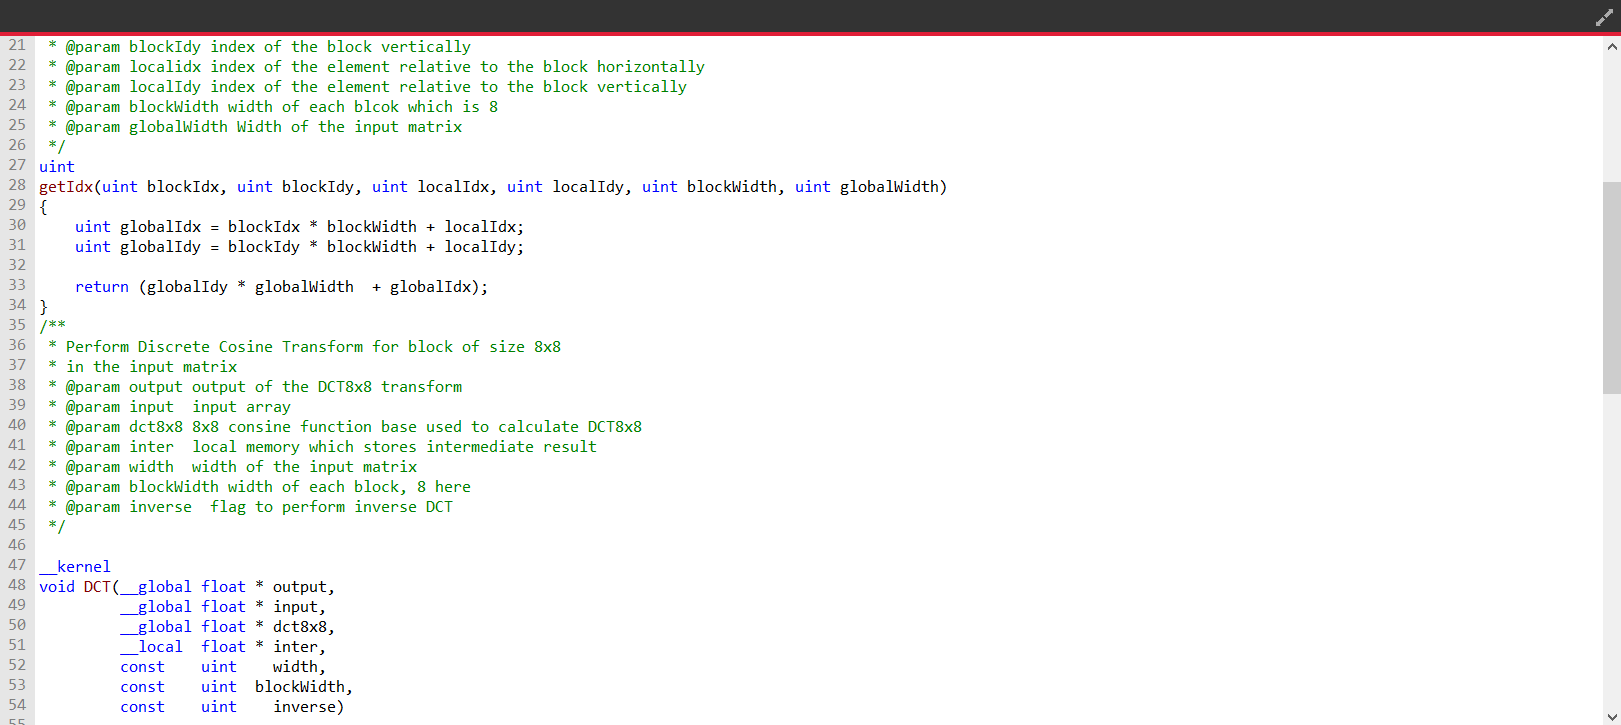 21  * @param blockIdy index of the block vertically
22  * @param localidx index of the element relative to the block horizontally
23  * @param localIdy index of the element relative to the block vertically
24  * @param blockWidth width of each blcok which is 8
25  * @param globalWidth Width of the input matrix
26  */
27 uint
28 getIdx(uint blockIdx, uint blockIdy, uint localIdx, uint localIdy, uint blockWidth, uint globalWidth)
29 {
30     uint globalIdx = blockIdx * blockWidth + localIdx;
31     uint globalIdy = blockIdy * blockWidth + localIdy;
32
33     return (globalIdy * globalWidth  + globalIdx);
34 }
35 /**
36  * Perform Discrete Cosine Transform for block of size 8x8
37  * in the input matrix
38  * @param output output of the DCT8x8 transform
39  * @param input  input array
40  * @param dct8x8 8x8 consine function base used to calculate DCT8x8
41  * @param inter  local memory which stores intermediate result
42  * @param width  width of the input matrix
43  * @param blockWidth width of each block, 8 here
44  * @param inverse  flag to perform inverse DCT
45  */
46
47 __kernel
48 void DCT(__global float * output,
49          __global float * input,
50          __global float * dct8x8,
51          __local  float * inter,
52          const    uint    width,
53          const    uint  blockWidth,
54          const    uint    inverse)
55